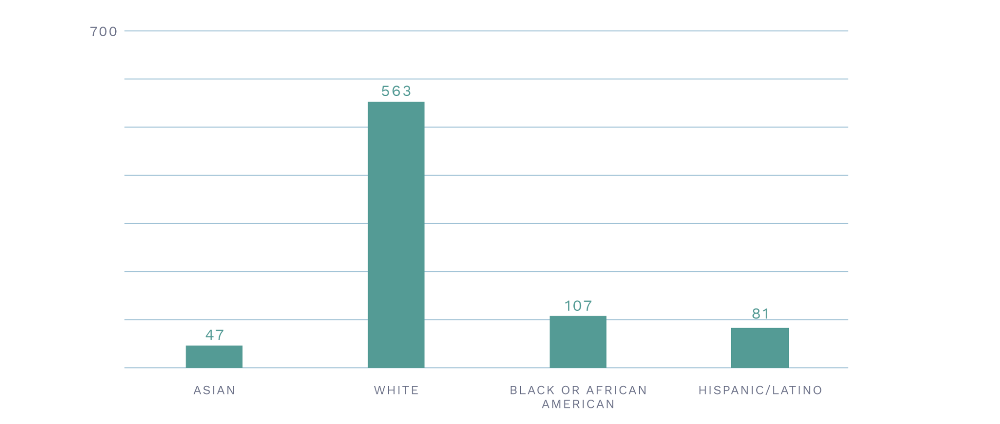 700
563
107
81
47
ASIAN
WHITE
BLACK OR AFRICAN
AMERICAN
HISPANIC/LATINO